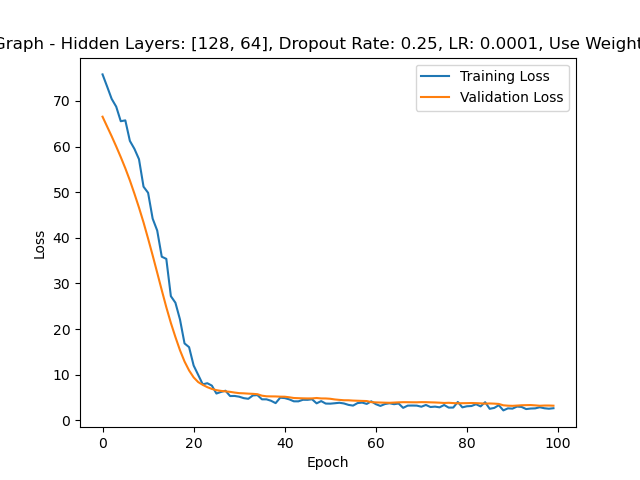 Graph - Hidden Layers: [128, 64], Dropout Rate: 0.25, LR: 0.0001, Use Weight
Training Loss
Validation Loss
70
60
50
40
30
20
10
0
Loss
0 20 40 60 80 100
Epoch